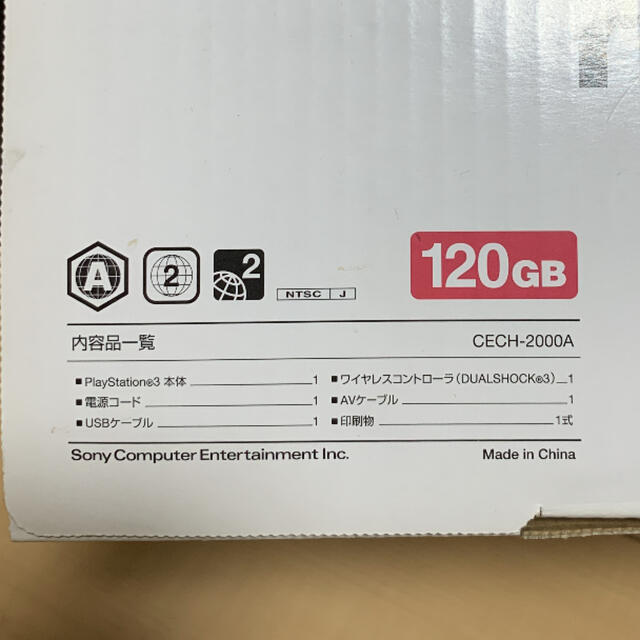 A 2 2 NTSC J 120GB
内容品一覧 CECH-2000A
■PlayStation®3 本体 1 ■ワイヤレスコントローラ(DUALSHOCK®3) 1
■電源コード 1 ■AVケーブル 1
■USBケーブル 1 ■印刷物 1式
Sony Computer Entertainment Inc. Made in China